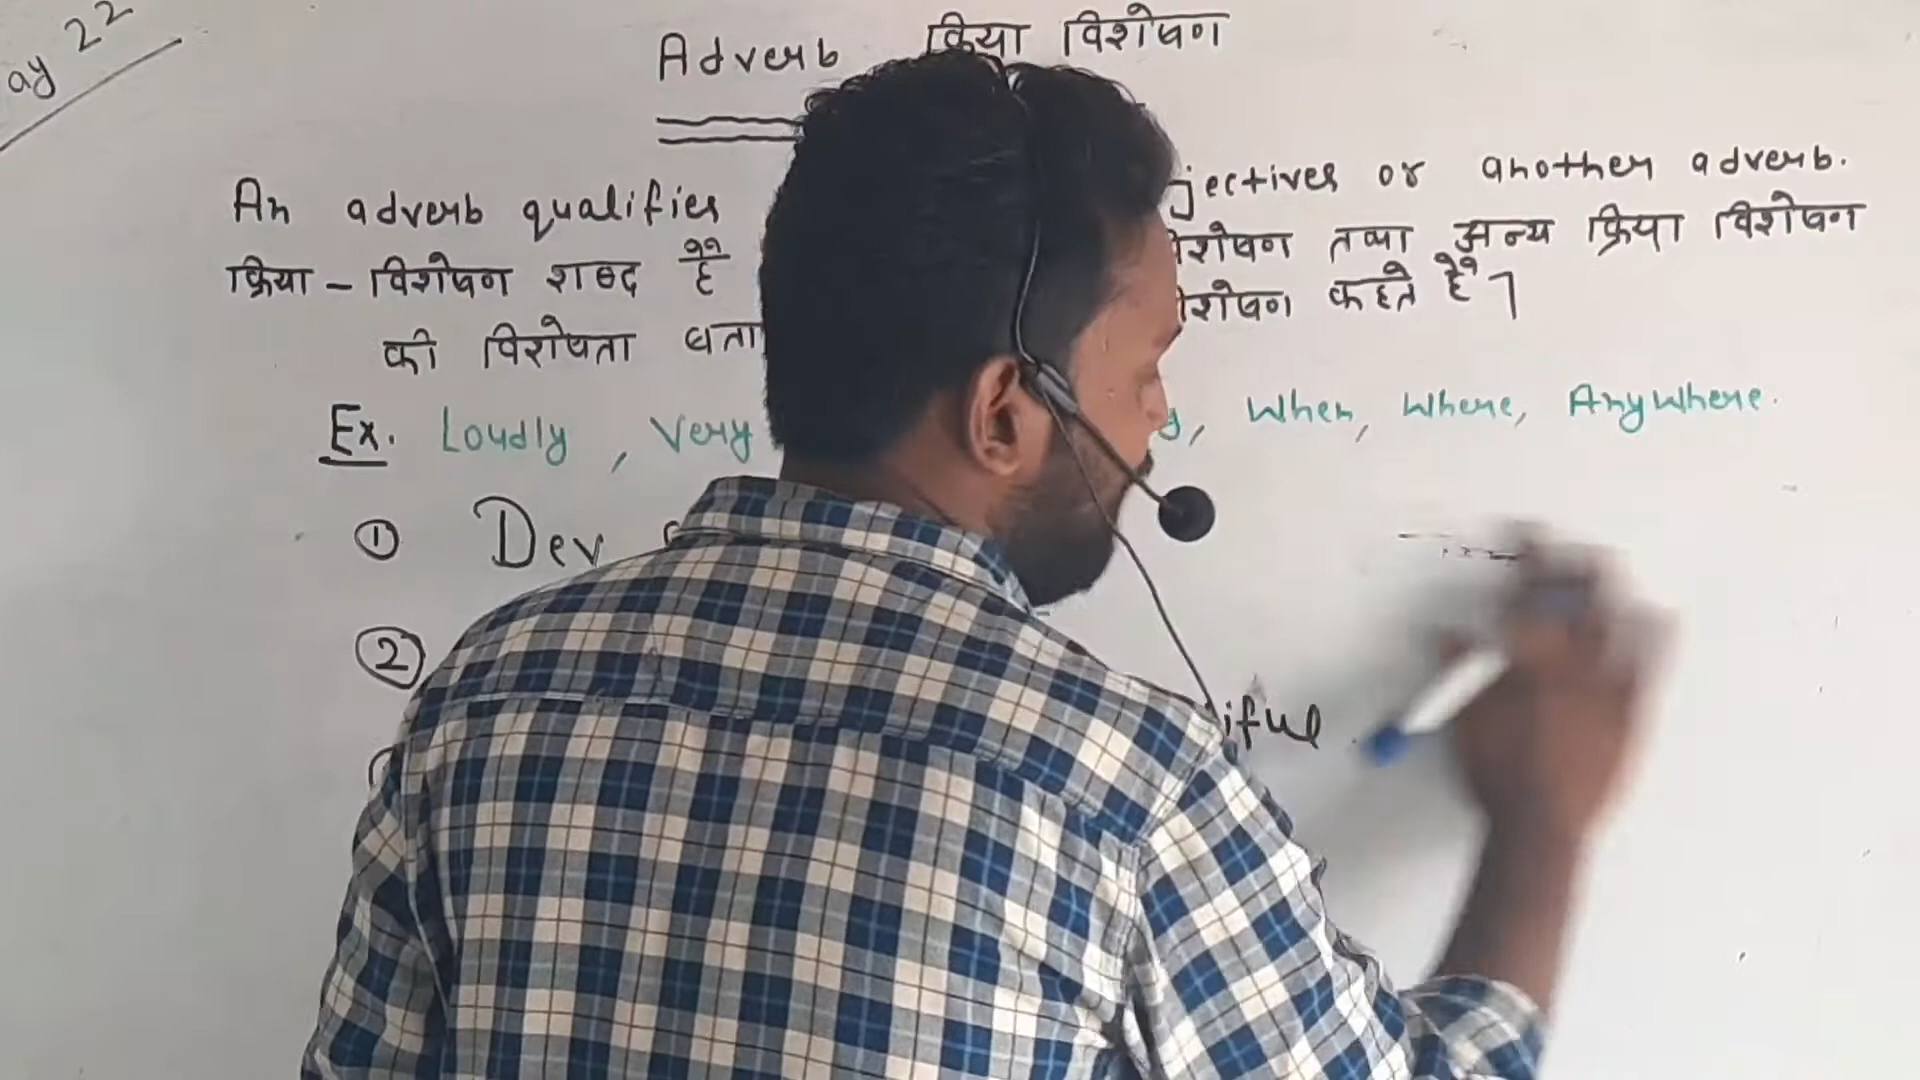 ay 22
Adverb क्रिया विशेषण
An adverb qualifies jectives or another adverb.
क्रिया - विशेषण शब्द हैं शेषण तथा अन्य क्रिया विशेषण
की विशेषता बता शेषण कहते हैं।
Ex. Loudly, Very y, When, Where, Anywhere.
① Dev
②
iful